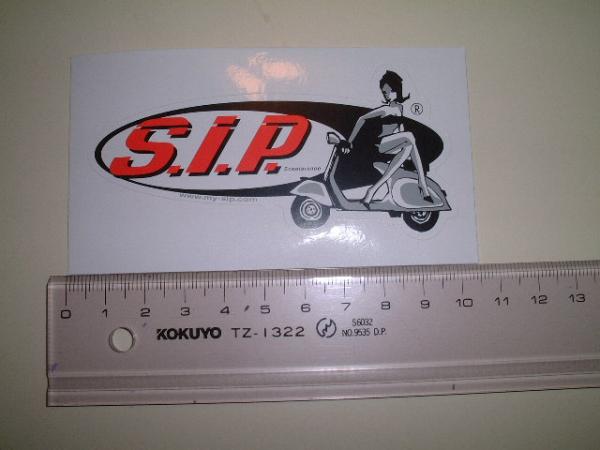 S.I.P.
Scootershop
®
www.my-sip.com
0 1 2 3 4 5 6 7 8 9 10 11 12 13
KOKUYO TZ-1322 S6032
NO.9535 D.P.